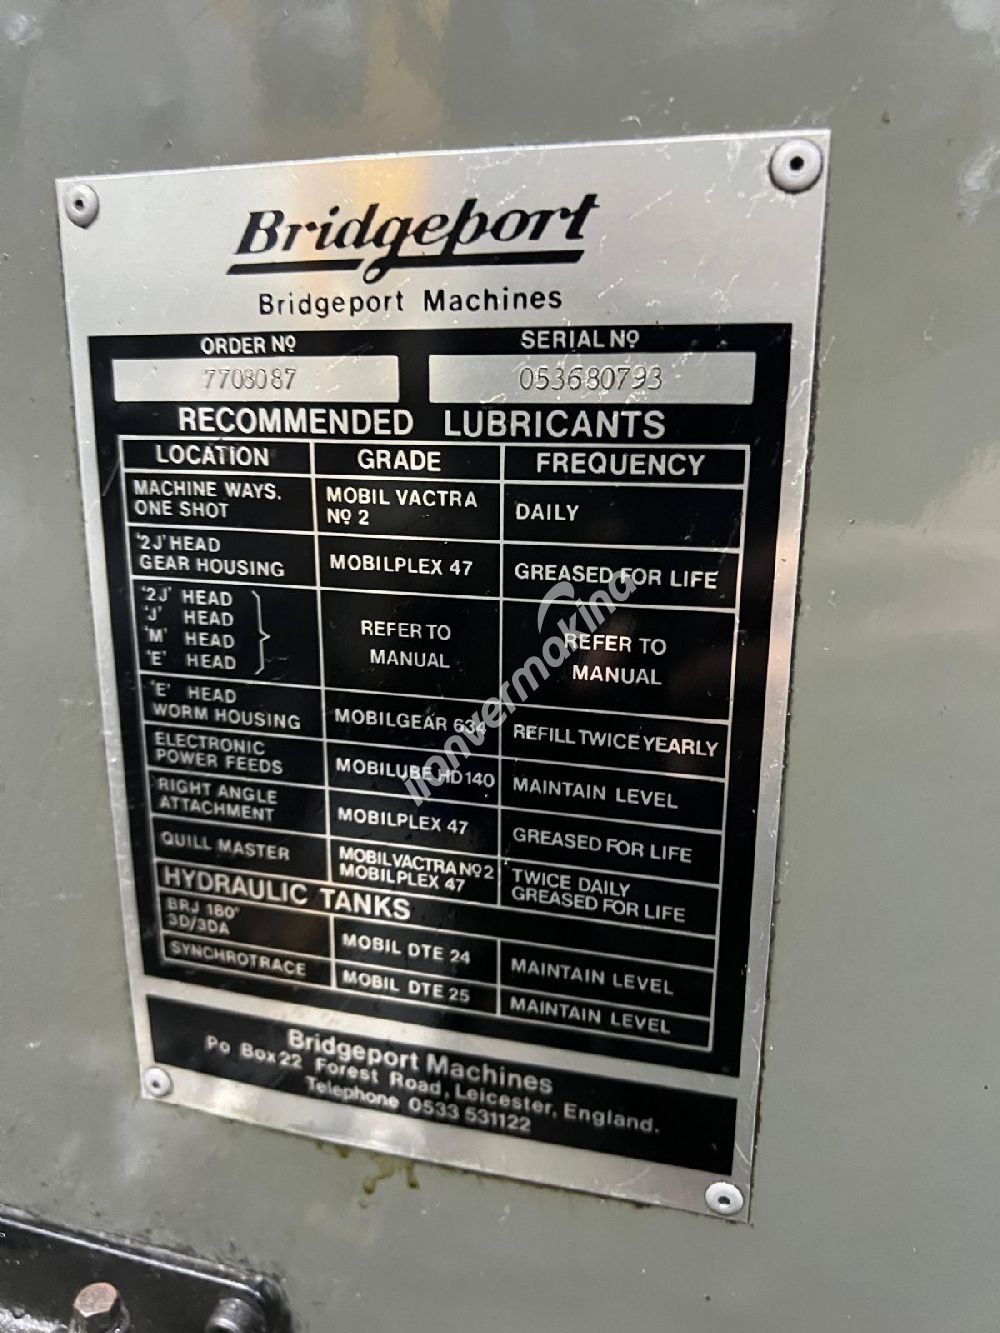 Bridgeport
Bridgeport Machines
ORDER Nº SERIAL Nº
7708087 053680793
RECOMMENDED LUBRICANTS
LOCATION GRADE FREQUENCY
MACHINE WAYS.
ONE SHOT
MOBIL VACTRA
Nº 2
DAILY
'2J' HEAD
GEAR HOUSING
MOBILPLEX 47
GREASED FOR LIFE
'2J' HEAD
'J' HEAD
'M' HEAD
'E' HEAD
REFER TO
MANUAL
REFER TO
MANUAL
'E' HEAD
WORM HOUSING
MOBILGEAR 634
REFILL TWICE YEARLY
ELECTRONIC
POWER FEEDS
MOBILUBE HD140
MAINTAIN LEVEL
RIGHT ANGLE
ATTACHMENT
MOBILPLEX 47
GREASED FOR LIFE
QUILL MASTER
MOBIL VACTRA Nº2
MOBILPLEX 47
TWICE DAILY
GREASED FOR LIFE
HYDRAULIC TANKS
BRJ 180°
3D/3DA
MOBIL DTE 24
MAINTAIN LEVEL
SYNCHROTRACE
MOBIL DTE 25
MAINTAIN LEVEL
Bridgeport Machines
Po Box 22 Forest Road, Leicester, England.
Telephone 0533 531122
ilanvermakina